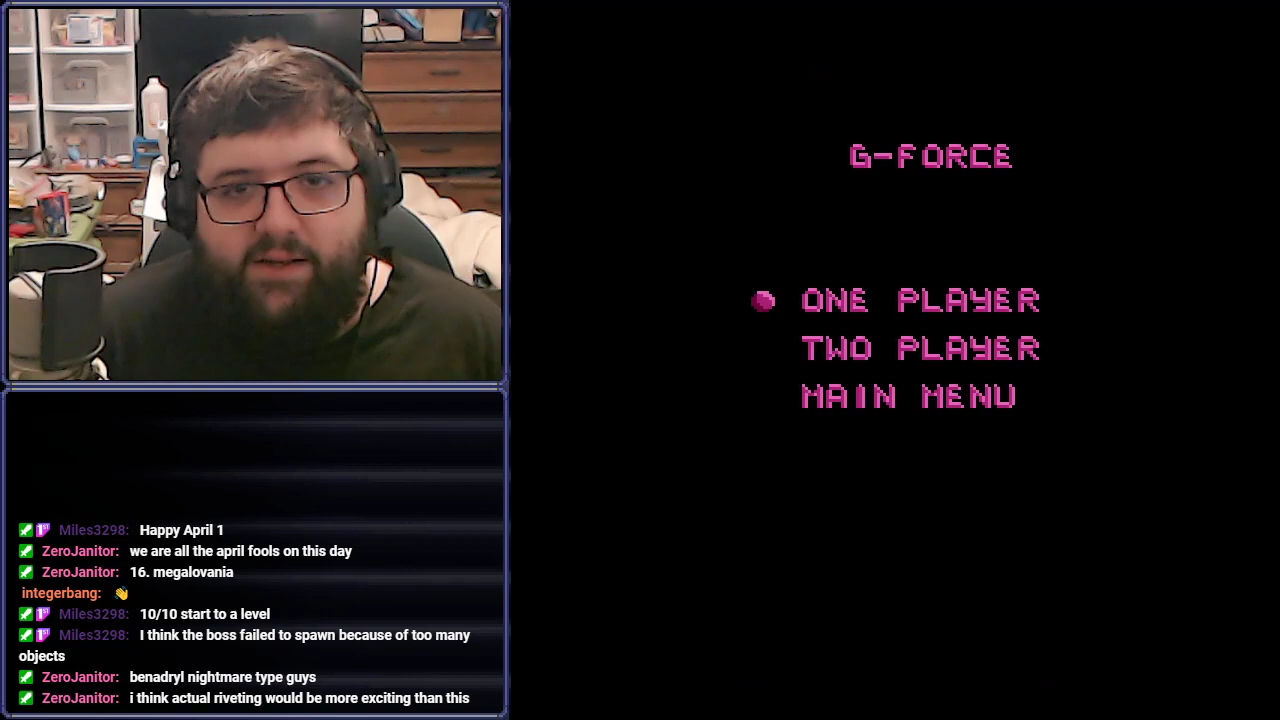 G-FORCE
ONE PLAYER
TWO PLAYER
MAIN MENU
Miles3298: Happy April 1
ZeroJanitor: we are all the april fools on this day
ZeroJanitor: 16. megalovania
integerbang: 👋
Miles3298: 10/10 start to a level
Miles3298: I think the boss failed to spawn because of too many
objects
ZeroJanitor: benadryl nightmare type guys
ZeroJanitor: i think actual riveting would be more exciting than this